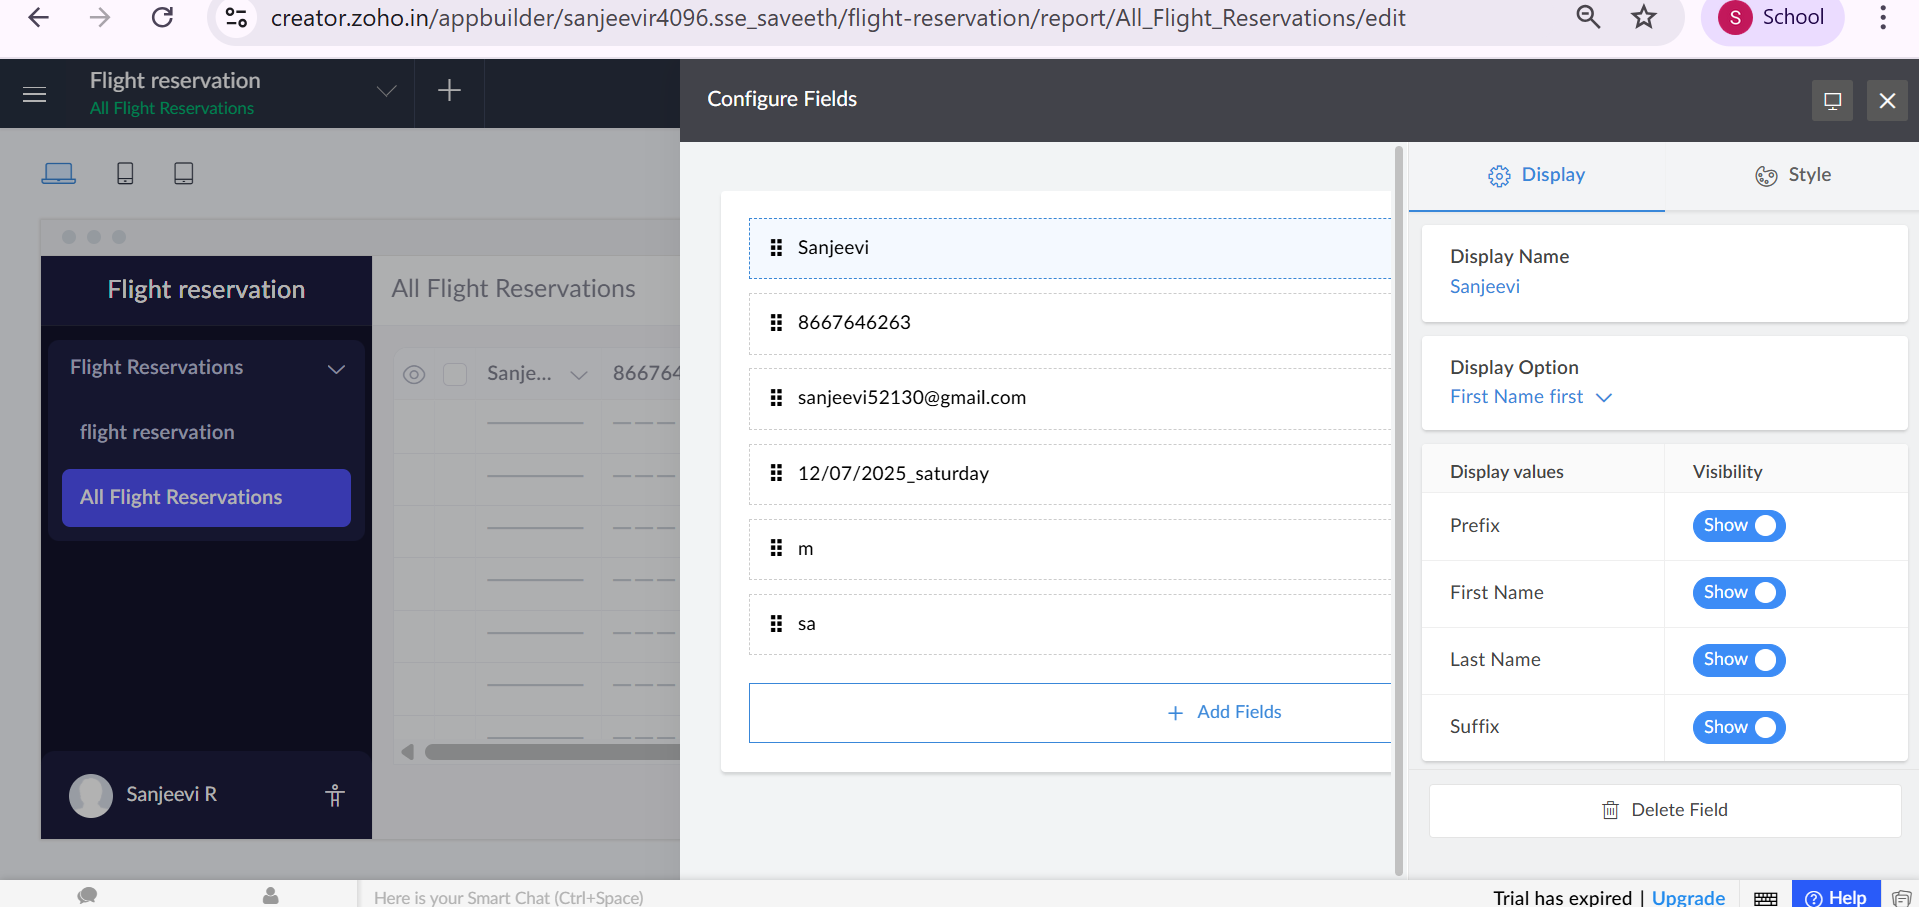 creator.zoho.in/appbuilder/sanjeevir4096.sse_saveeth/flight-reservation/report/All_Flight_Reservations/edit
S School
Flight reservation
All Flight Reservations
Configure Fields
Display
Style
Sanjeevi
8667646263
sanjeevi52130@gmail.com
12/07/2025_saturday
m
sa
+ Add Fields
Display Name
Sanjeevi
Display Option
First Name first
Display values Visibility
Prefix Show
First Name Show
Last Name Show
Suffix Show
Delete Field
Flight reservation
Flight Reservations
flight reservation
All Flight Reservations
Sanjeevi R
All Flight Reservations
Sanje... 866764
Here is your Smart Chat (Ctrl+Space)
Trial has expired | Upgrade
Help